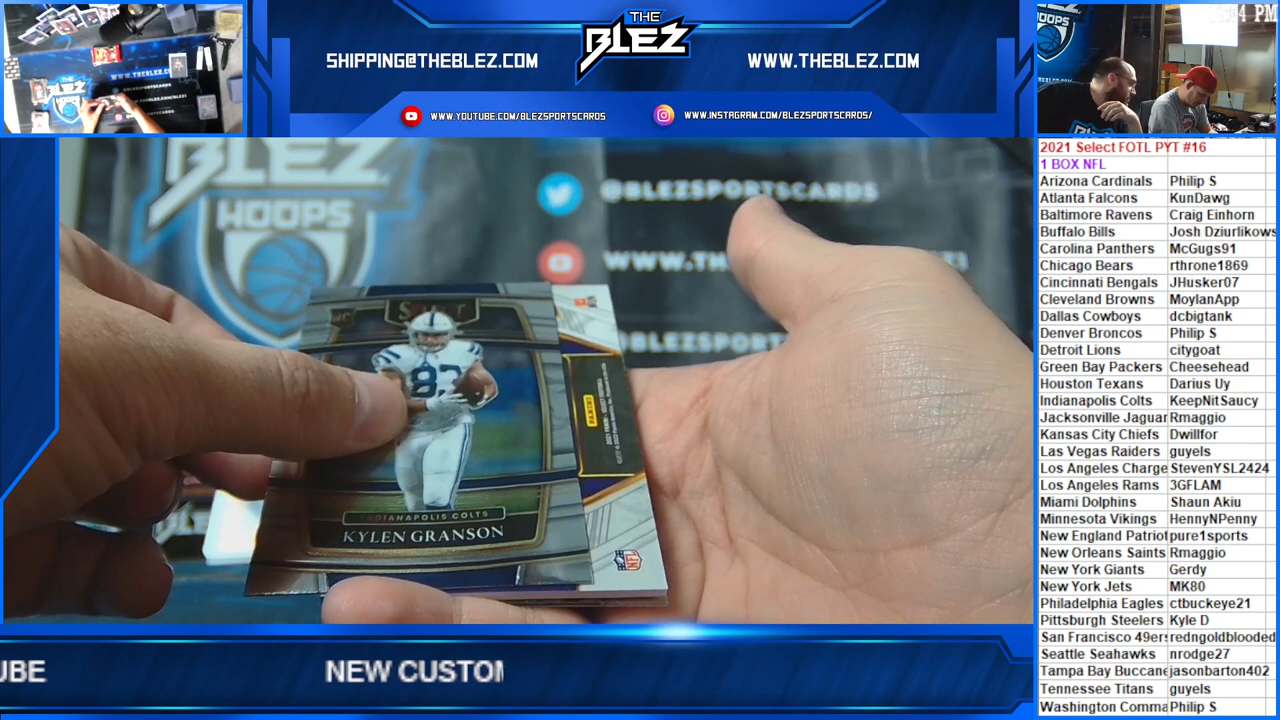 THE
BLEZ
SHIPPING@THEBLEZ.COM
WWW.THEBLEZ.COM
WWW.YOUTUBE.COM/BLEZSPORTSCARDS
WWW.INSTAGRAM.COM/BLEZSPORTSCARDS/
BLEZ
HOOPS
@BLEZSPORTSCARDS
SELECT
83
INDIANAPOLIS COLTS
KYLEN GRANSON
PANINI
NFL
UBE
NEW CUSTOM
HOOPS
PM
2021 Select FOTL PYT #16
1 BOX NFL
Arizona Cardinals Philip S
Atlanta Falcons KunDawg
Baltimore Ravens Craig Einhorn
Buffalo Bills Josh Dziurlikows
Carolina Panthers McGugs91
Chicago Bears rthrone1869
Cincinnati Bengals JHusker07
Cleveland Browns MoylanApp
Dallas Cowboys dcbigtank
Denver Broncos Philip S
Detroit Lions citygoat
Green Bay Packers Cheesehead
Houston Texans Darius Uy
Indianapolis Colts KeepNitSaucy
Jacksonville Jaguar Rmaggio
Kansas City Chiefs Dwillfor
Las Vegas Raiders guyels
Los Angeles Charge StevenYSL2424
Los Angeles Rams 3GFLAM
Miami Dolphins Shaun Akiu
Minnesota Vikings HennyNPenny
New England Patriot pure1sports
New Orleans Saints Rmaggio
New York Giants Gerdy
New York Jets MK80
Philadelphia Eagles ctbuckeye21
Pittsburgh Steelers Kyle D
San Francisco 49ers redngoldblooded
Seattle Seahawks nrodge27
Tampa Bay Buccane jasonbarton402
Tennessee Titans guyels
Washington Comma Philip S